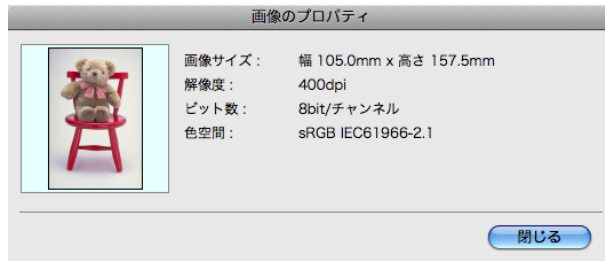 画像のプロパティ
画像サイズ： 幅 105.0mm x 高さ 157.5mm
解像度： 400dpi
ビット数： 8bit/チャンネル
色空間： sRGB IEC61966-2.1
閉じる